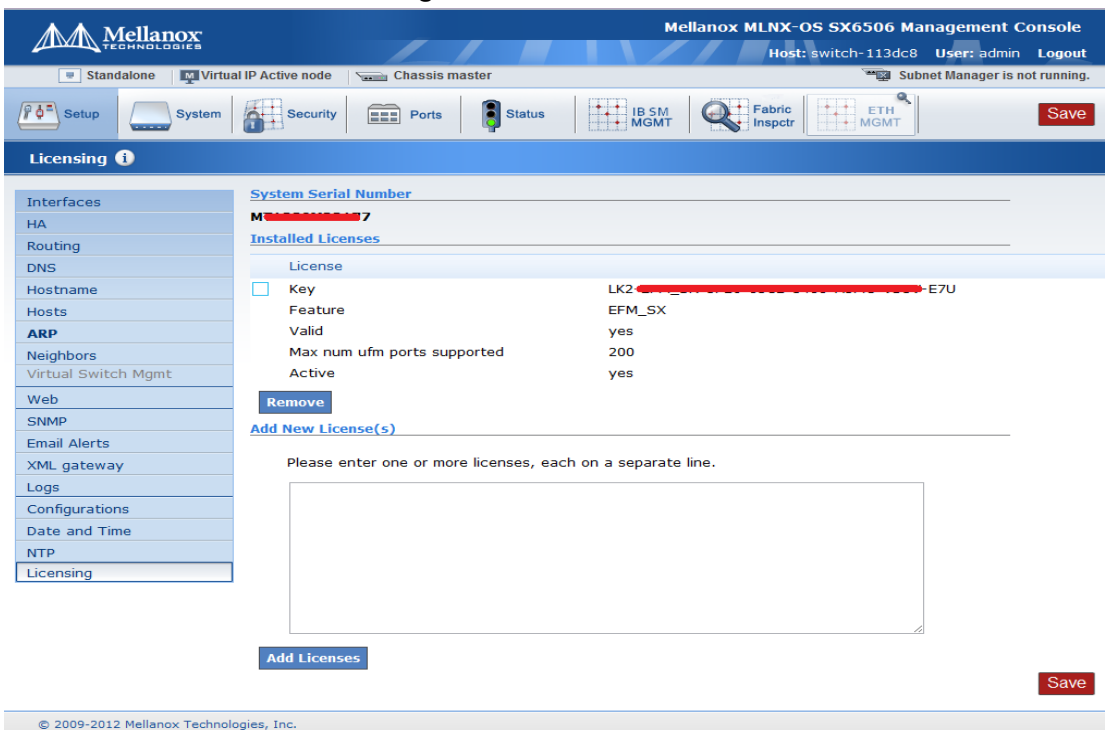 Mellanox
TECHNOLOGIES
Mellanox MLNX-OS SX6506 Management Console
Host: switch-113dc8 User: admin Logout
Standalone Virtual IP Active node Chassis master Subnet Manager is not running.
Setup System Security Ports Status IB SM MGMT Fabric Inspctr ETH MGMT Save
Licensing
Interfaces
HA
Routing
DNS
Hostname
Hosts
ARP
Neighbors
Virtual Switch Mgmt
Web
SNMP
Email Alerts
XML gateway
Logs
Configurations
Date and Time
NTP
Licensing
System Serial Number
Installed Licenses
License
Key LK2- -E7U
Feature EFM_SX
Valid yes
Max num ufm ports supported 200
Active yes
Remove
Add New License(s)
Please enter one or more licenses, each on a separate line.
Add Licenses
Save
© 2009-2012 Mellanox Technologies, Inc.